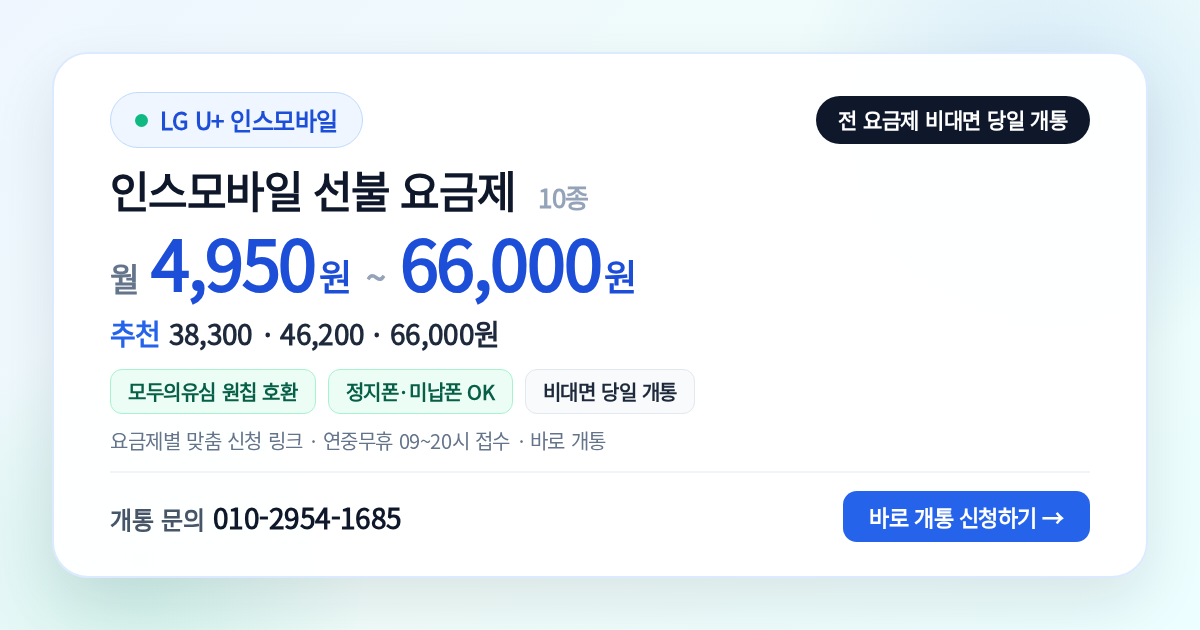 LG U+ 인스모바일
전 요금제 비대면 당일 개통
인스모바일 선불 요금제 10종
월 4,950원 ~ 66,000원
추천 38,300 · 46,200 · 66,000원
모두의유심 원칩 호환
정지폰·미납폰 OK
비대면 당일 개통
요금제별 맞춤 신청 링크 · 연중무휴 09~20시 접수 · 바로 개통
개통 문의 010-2954-1685
바로 개통 신청하기 →